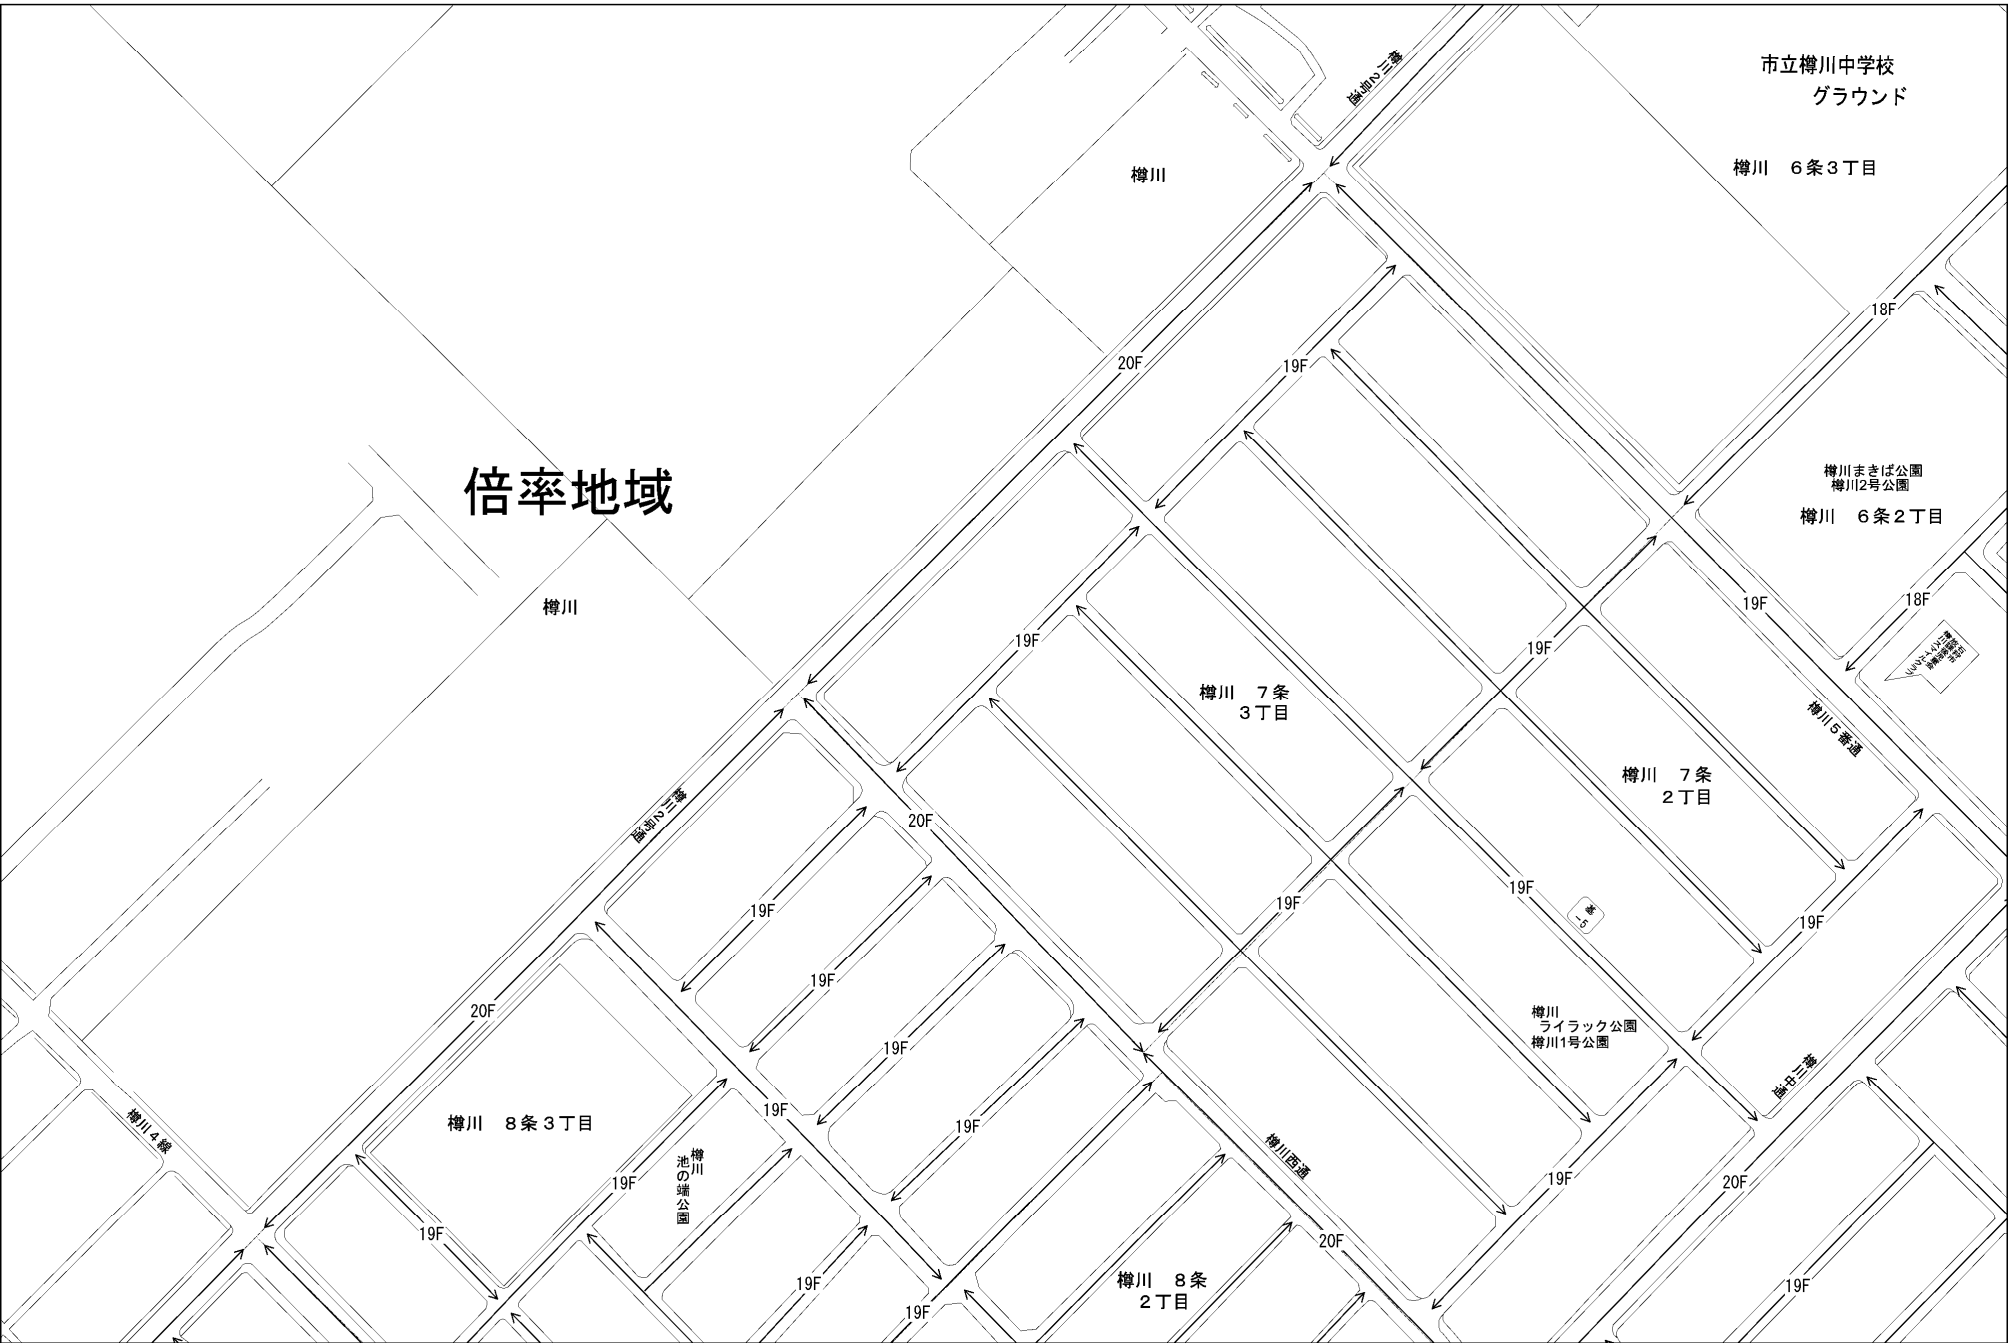 樽川2号通
市立樽川中学校
グラウンド
樽川
樽川 6条3丁目
18F
20F
19F
樽川まきば公園
樽川2号公園
倍率地域
樽川 6条2丁目
樽川
18F
19F
19F
19F
樽川 7条
3丁目
樽川5番通
樽川 7条
2丁目
樽川2号通
20F
19F
19F
19F
基
-5
19F
19F
20F
樽川
ライラック公園
樽川1号公園
19F
樽川中通
19F
樽川 8条3丁目
樽川4線
19F
樽川西通
樽川
池の端公園
19F
19F
20F
19F
20F
樽川 8条
2丁目
19F
19F
19F